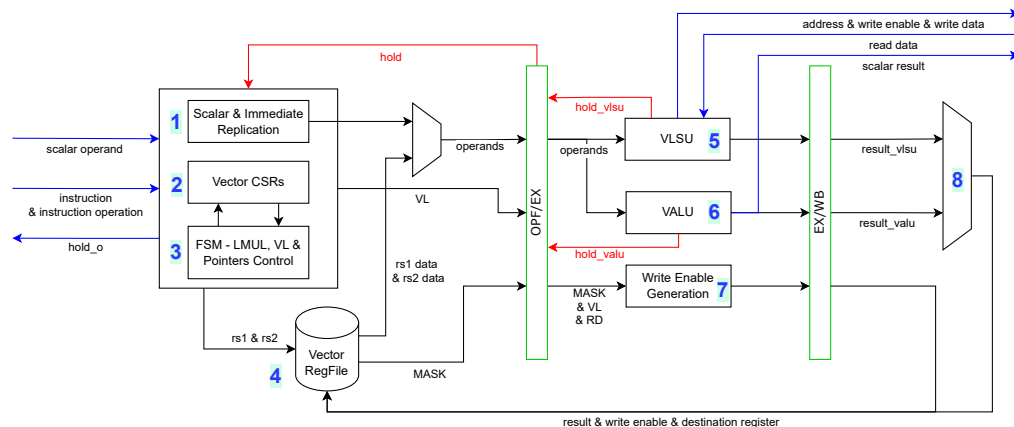 address & write enable & write data
read data
scalar result
hold
hold_vlsu
1
Scalar & Immediate
Replication
scalar operand
operands
operands
VLSU
5
result_vlsu
2
Vector CSRs
instruction
& instruction operation
VL
OPF/EX
EX/WB
8
VALU
6
result_valu
hold_o
3
FSM - LMUL, VL &
Pointers Control
hold_valu
rs1 data
& rs2 data
Write Enable
Generation
7
MASK
& VL
& RD
rs1 & rs2
4
Vector
RegFile
MASK
result & write enable & destination register